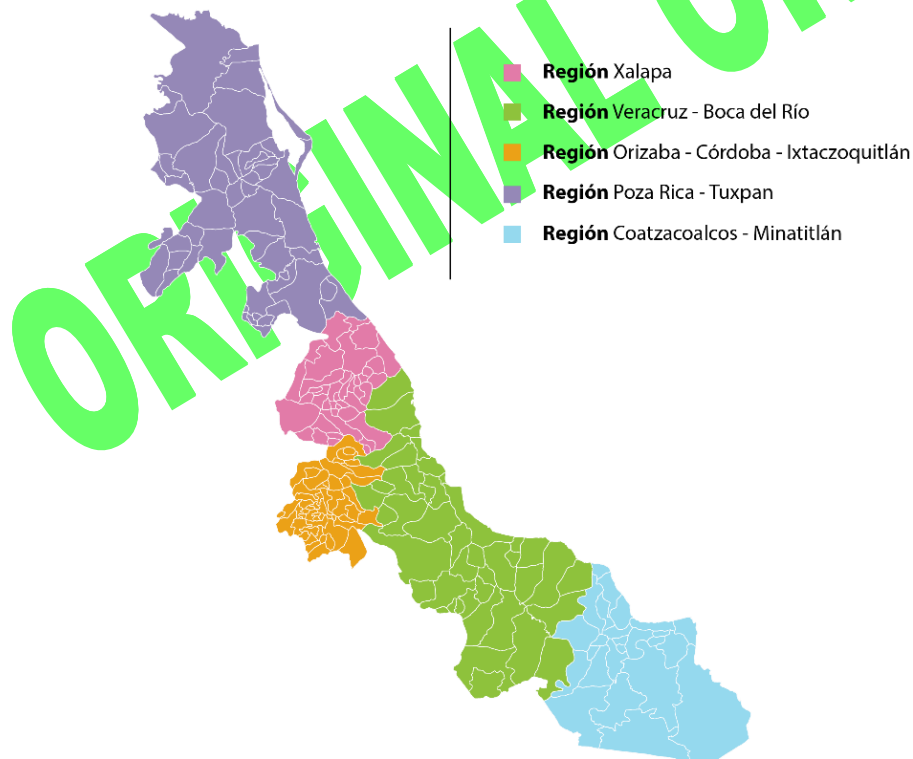 ORIGINAL
Región Xalapa
Región Veracruz - Boca del Río
Región Orizaba - Córdoba - Ixtaczoquitlán
Región Poza Rica - Tuxpan
Región Coatzacoalcos - Minatitlán